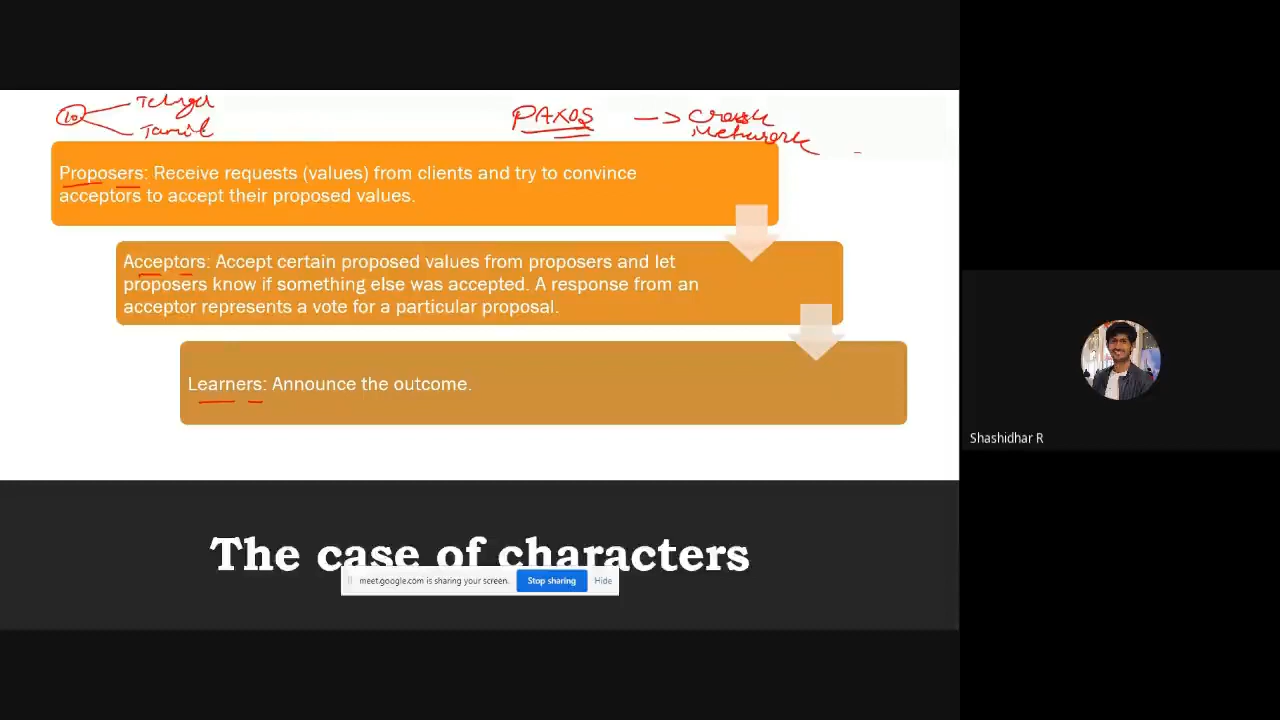 10
Telugu
Tamil
PAXOS → Crash
Network
Proposers: Receive requests (values) from clients and try to convince
acceptors to accept their proposed values.
Acceptors: Accept certain proposed values from proposers and let
proposers know if something else was accepted. A response from an
acceptor represents a vote for a particular proposal.
Learners: Announce the outcome.
Shashidhar R
The case of characters
meet.google.com is sharing your screen. Stop sharing Hide